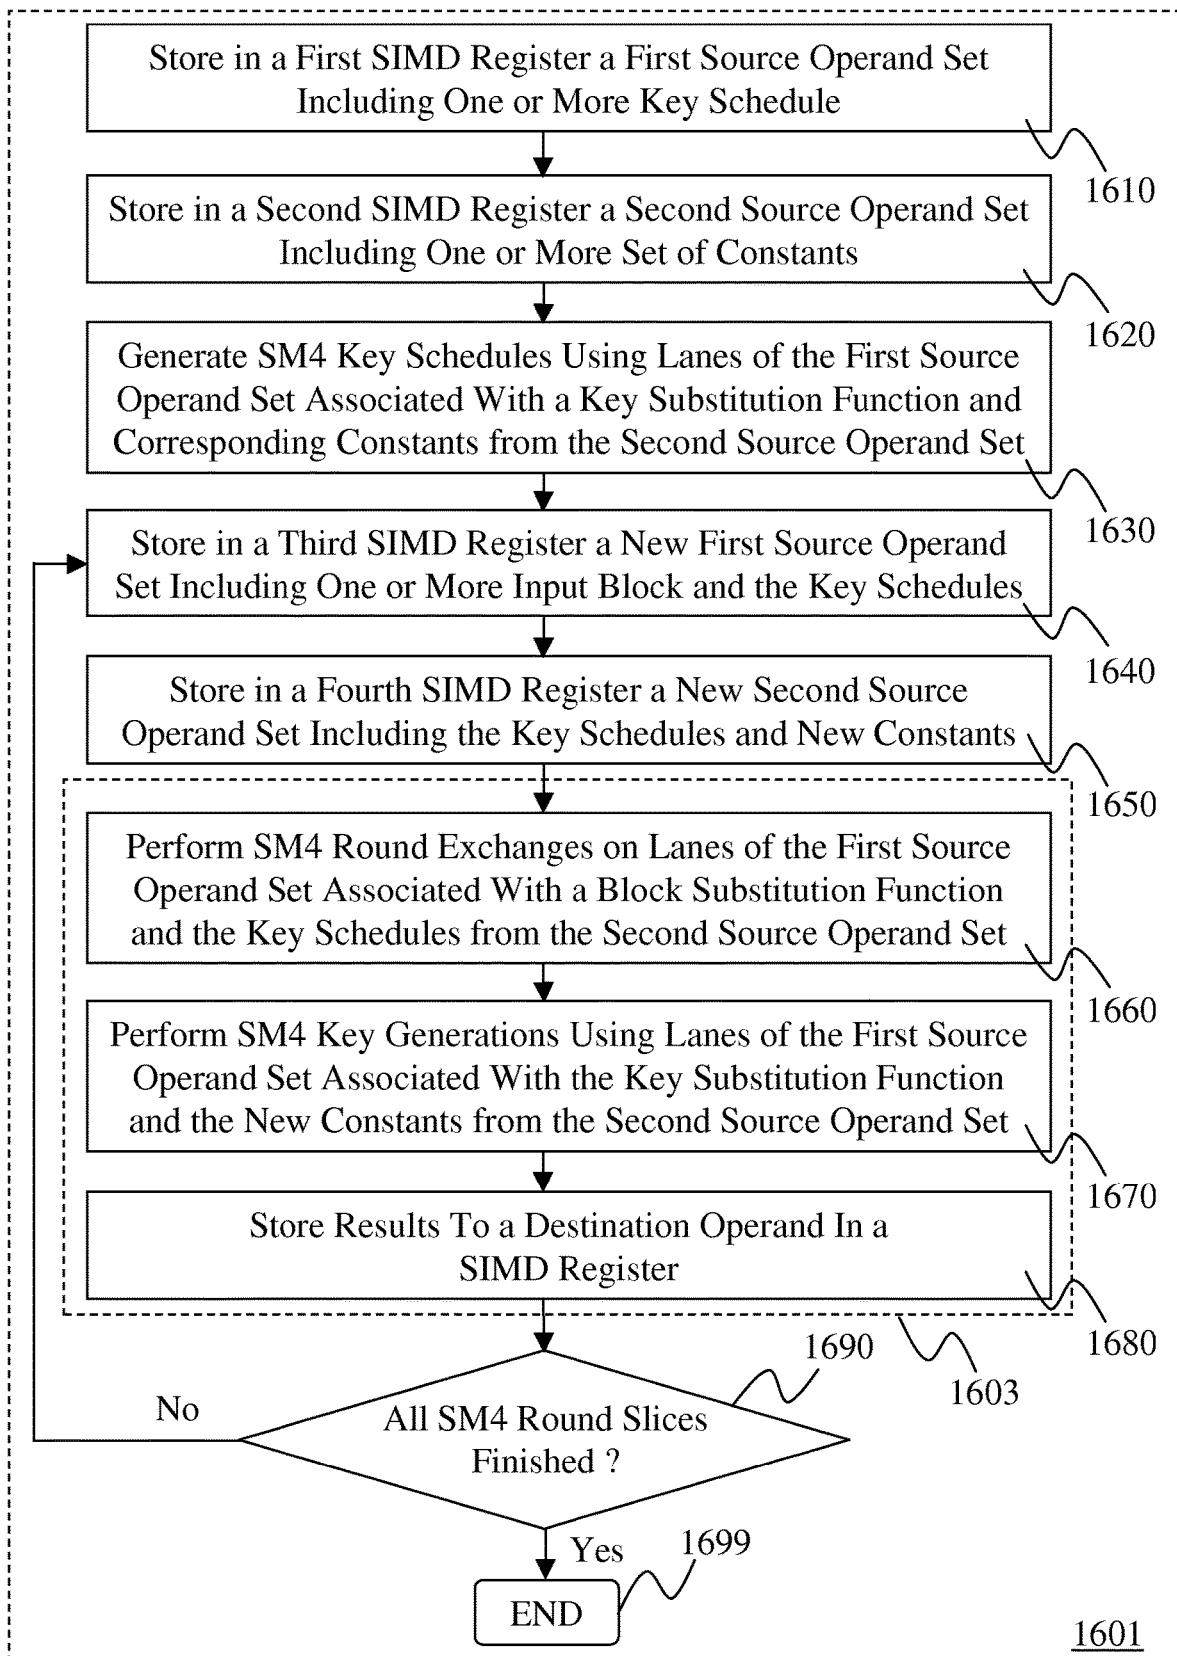 Store in a First SIMD Register a First Source Operand Set
Including One or More Key Schedule
1610
Store in a Second SIMD Register a Second Source Operand Set
Including One or More Set of Constants
1620
Generate SM4 Key Schedules Using Lanes of the First Source
Operand Set Associated With a Key Substitution Function and
Corresponding Constants from the Second Source Operand Set
1630
Store in a Third SIMD Register a New First Source Operand
Set Including One or More Input Block and the Key Schedules
1640
Store in a Fourth SIMD Register a New Second Source
Operand Set Including the Key Schedules and New Constants
1650
Perform SM4 Round Exchanges on Lanes of the First Source
Operand Set Associated With a Block Substitution Function
and the Key Schedules from the Second Source Operand Set
1660
Perform SM4 Key Generations Using Lanes of the First Source
Operand Set Associated With the Key Substitution Function
and the New Constants from the Second Source Operand Set
1670
Store Results To a Destination Operand In a
SIMD Register
1680
1603
1690
No
All SM4 Round Slices
Finished ?
Yes
1699
END
1601